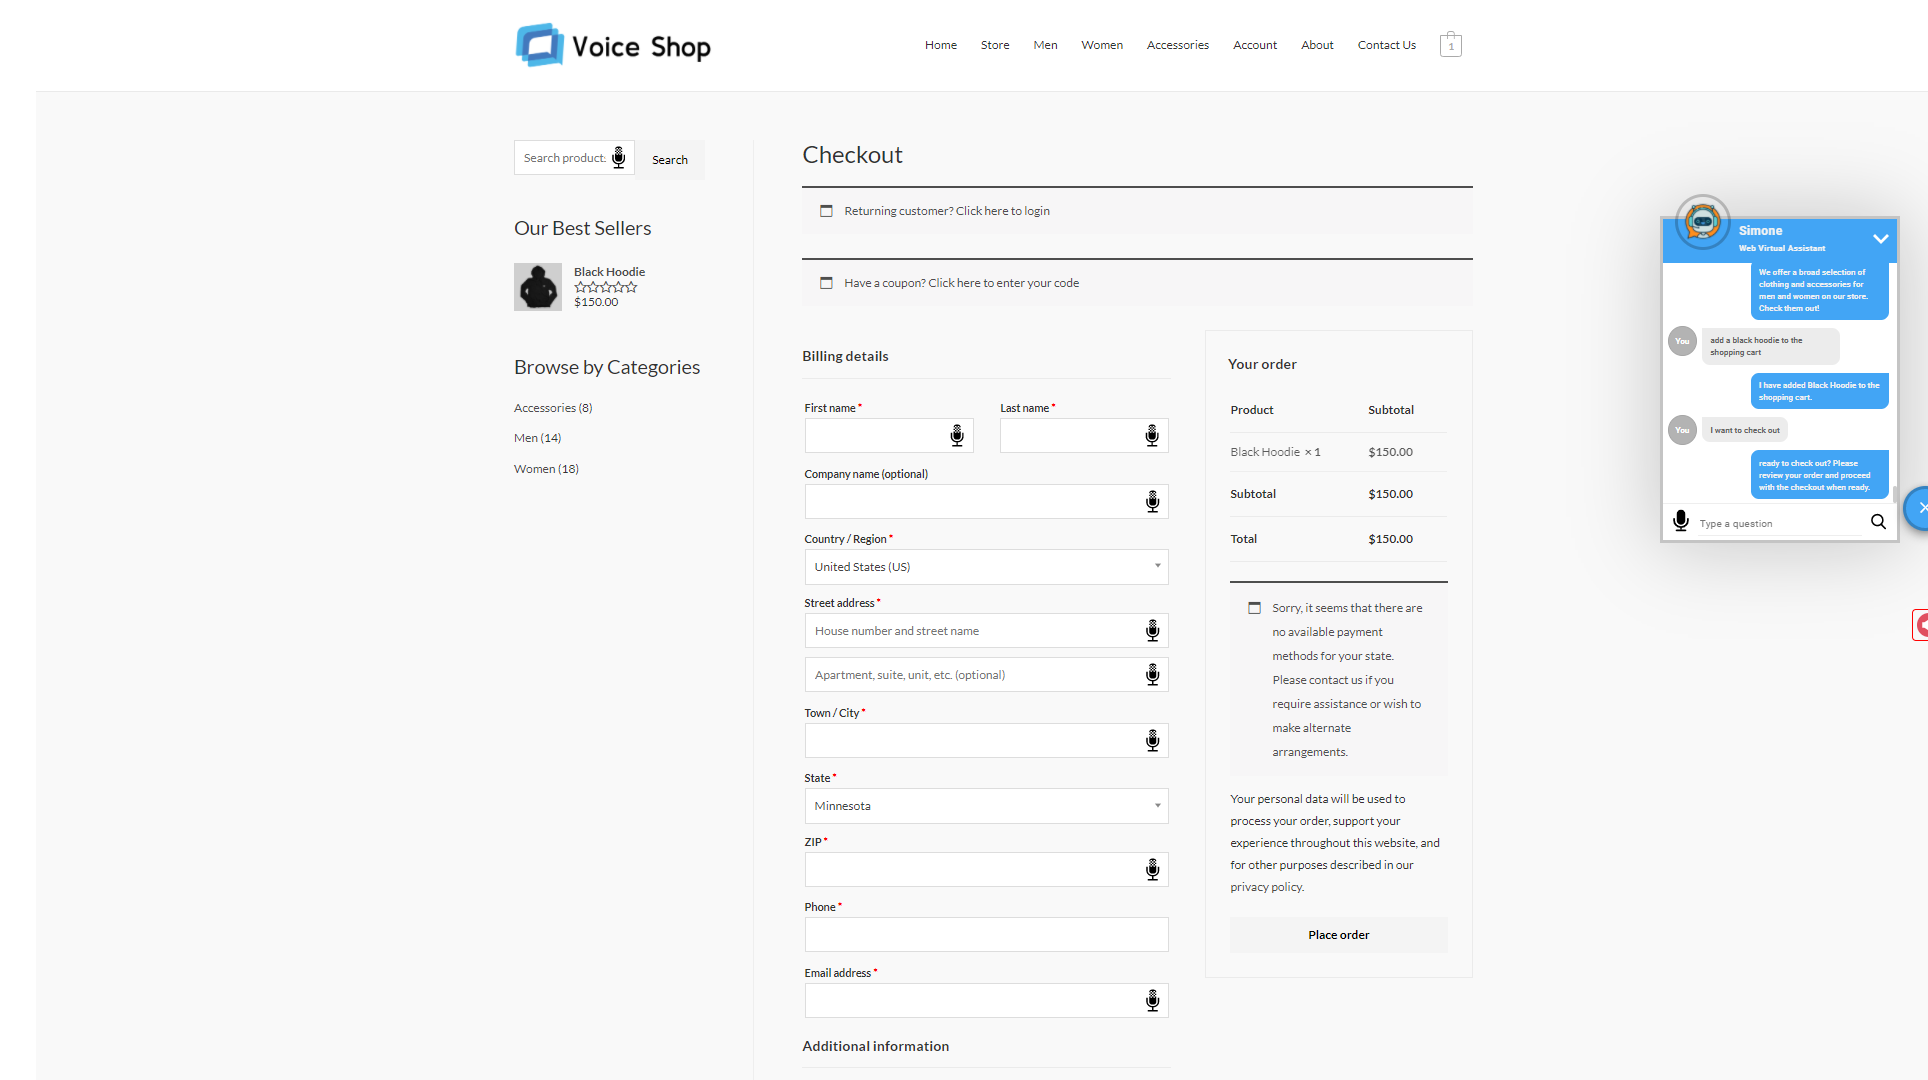 Voice Shop
Home Store Men Women Accessories Account About Contact Us 1
Search products
Search
Our Best Sellers
Black Hoodie
$150.00
Browse by Categories
Accessories (8)
Men (14)
Women (18)
Checkout
Returning customer? Click here to login
Have a coupon? Click here to enter your code
Billing details
First name * Last name *
Company name (optional)
Country / Region *
United States (US)
Street address *
House number and street name
Apartment, suite, unit, etc. (optional)
Town / City *
State *
Minnesota
ZIP *
Phone *
Email address *
Additional information
Your order
Product Subtotal
Black Hoodie × 1 $150.00
Subtotal $150.00
Total $150.00
Sorry, it seems that there are
no available payment
methods for your state.
Please contact us if you
require assistance or wish to
make alternate
arrangements.
Your personal data will be used to
process your order, support your
experience throughout this website, and
for other purposes described in our
privacy policy.
Place order
Simone
Web Virtual Assistant
We offer a broad selection of
clothing and accessories for
men and women on our store.
Check them out!
You
add a black hoodie to the
shopping cart
I have added Black Hoodie to the
shopping cart.
You
I want to check out
ready to check out? Please
review your order and proceed
with the checkout when ready.
Type a question